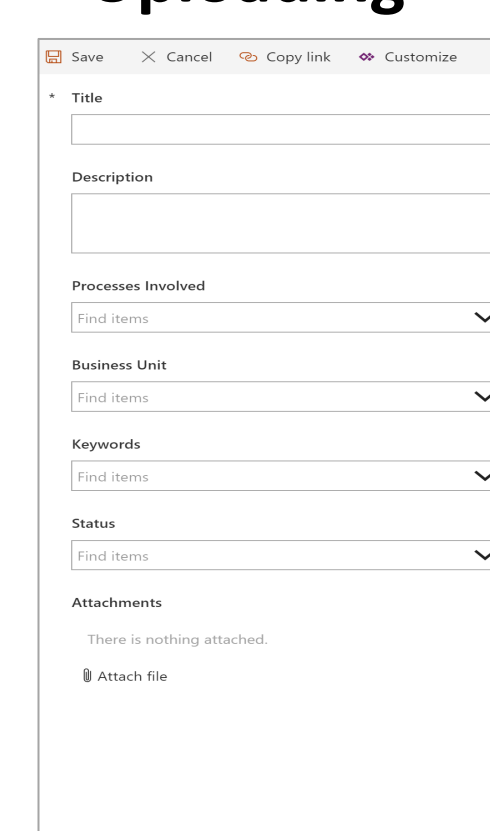 Uploading
Save Cancel Copy link Customize
* Title
Description
Processes Involved
Find items
Business Unit
Find items
Keywords
Find items
Status
Find items
Attachments
There is nothing attached.
Attach file